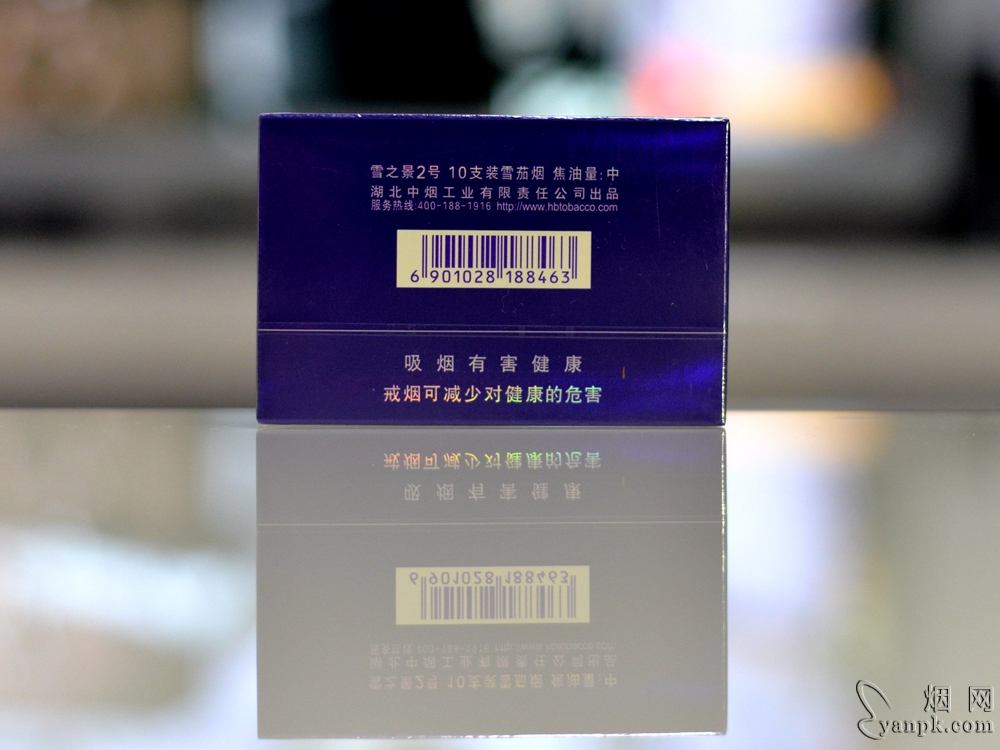 雪之景2号 10支装雪茄烟 焦油量:中
湖北中烟工业有限责任公司出品
服务热线:400-188-1916 http://www.hbtobacco.com
6 901028 188463
吸烟有害健康
戒烟可减少对健康的危害
烟网
yanpk.com